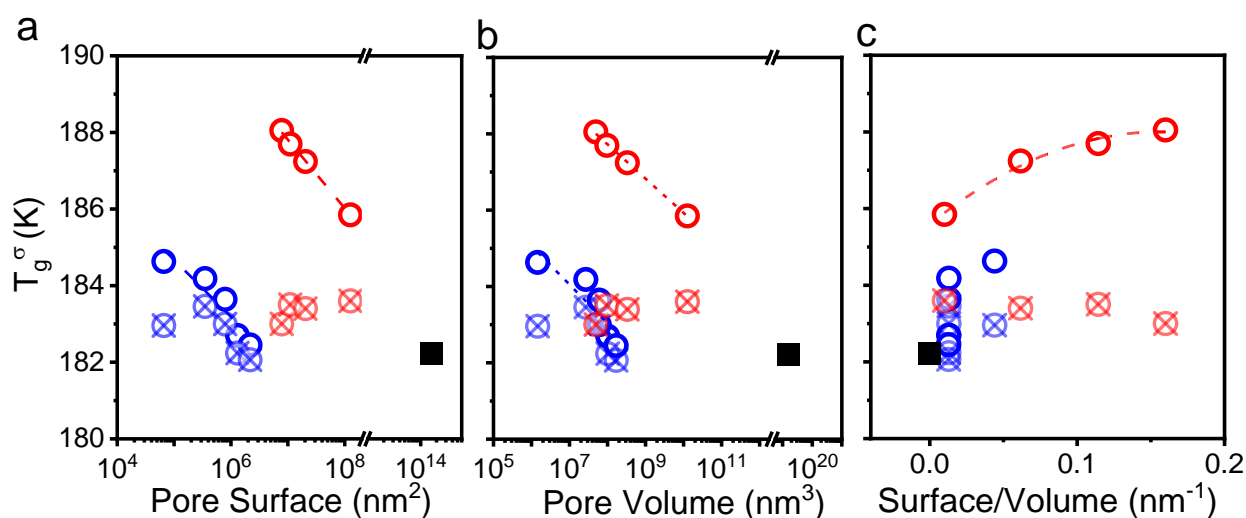 a
b
c
190
188
186
184
182
180
T_g^σ (K)
10^4 10^6 10^8 10^14
Pore Surface (nm^2)
10^5 10^7 10^9 10^11 10^20
Pore Volume (nm^3)
0.0 0.1 0.2
Surface/Volume (nm^-1)